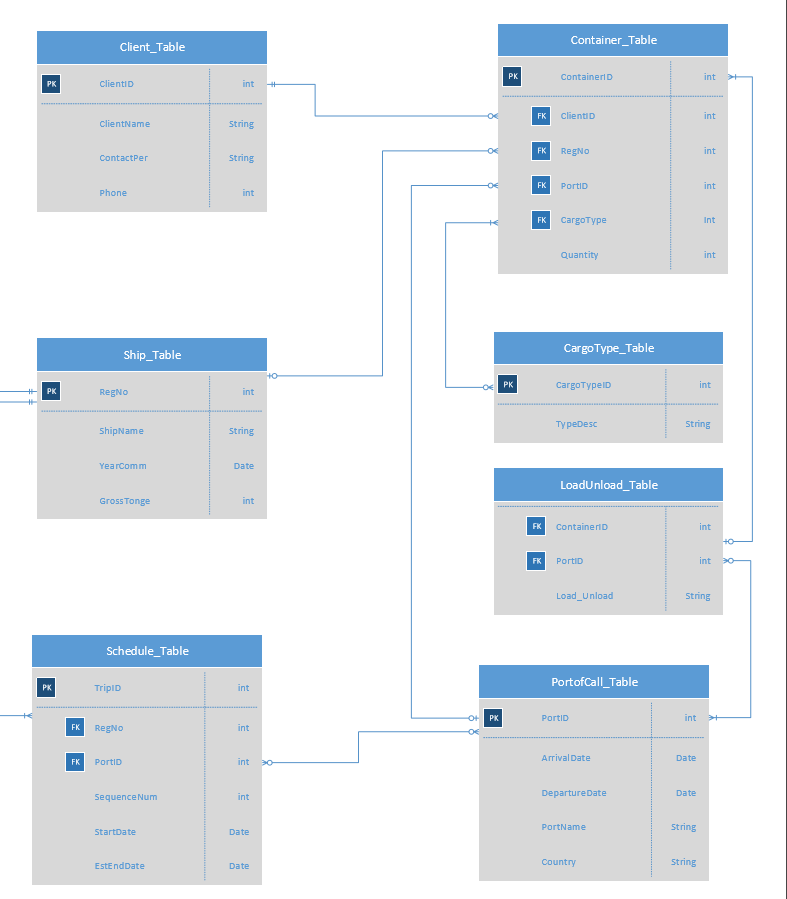 Client_Table
PK ClientID int
ClientName String
ContactPer String
Phone int
Container_Table
PK ContainerID int
FK ClientID int
FK RegNo int
FK PortID int
FK CargoType Int
Quantity int
Ship_Table
PK RegNo int
ShipName String
YearComm Date
GrossTonge int
CargoType_Table
PK CargoTypeID int
TypeDesc String
LoadUnload_Table
FK ContainerID int
FK PortID int
Load_Unload String
Schedule_Table
PK TripID int
FK RegNo int
FK PortID int
SequenceNum int
StartDate Date
EstEndDate Date
PortofCall_Table
PK PortID int
ArrivalDate Date
DepartureDate Date
PortName String
Country String